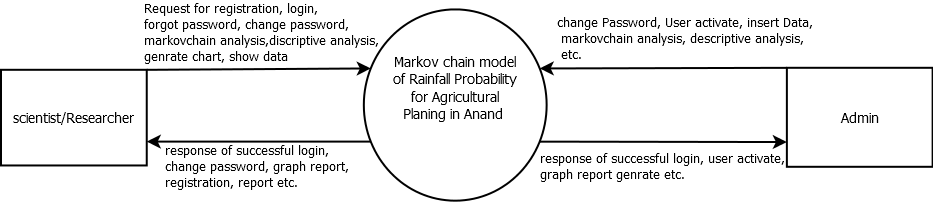 Request for registration, login,
forgot password, change password,
markovchain analysis,discriptive analysis,
genrate chart, show data
change Password, User activate, insert Data,
markovchain analysis, descriptive analysis,
etc.
scientist/Researcher
Markov chain model
of Rainfall Probability
for Agricultural
Planing in Anand
Admin
response of successful login,
change password, graph report,
registration, report etc.
response of successful login, user activate,
graph report genrate etc.